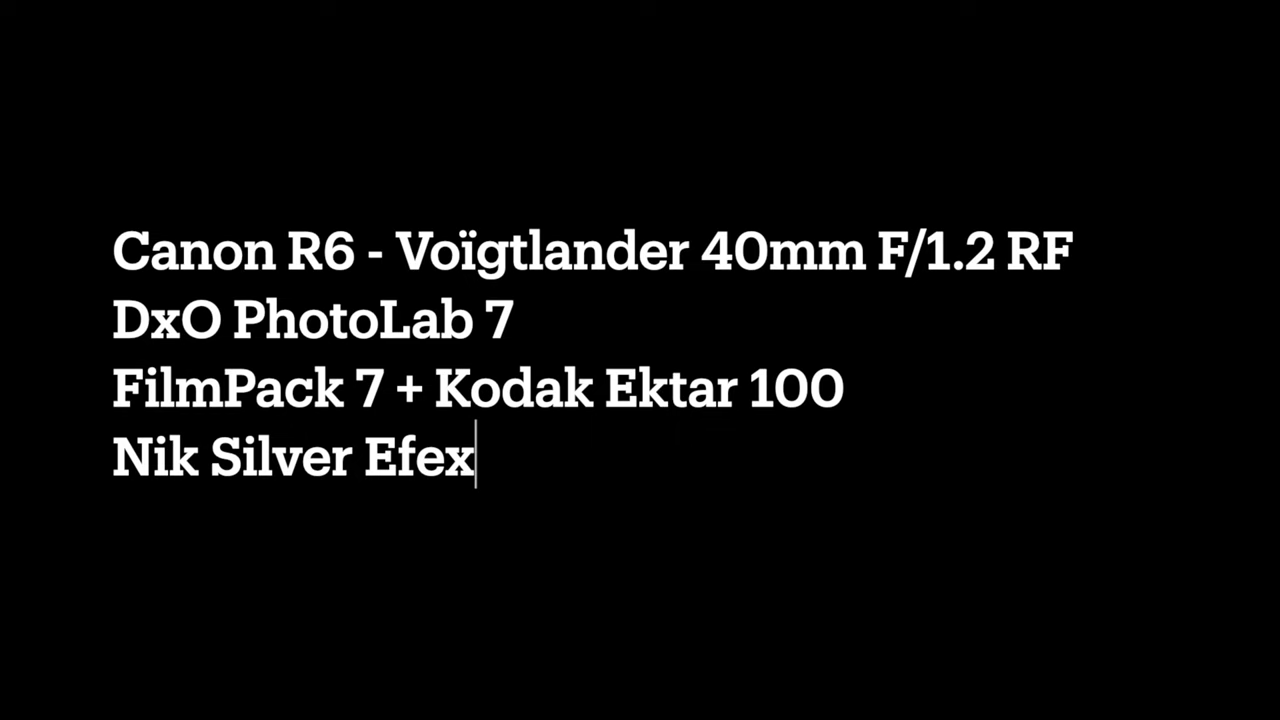 Canon R6 - Voïgtlander 40mm F/1.2 RF
DxO PhotoLab 7
FilmPack 7 + Kodak Ektar 100
Nik Silver Efex